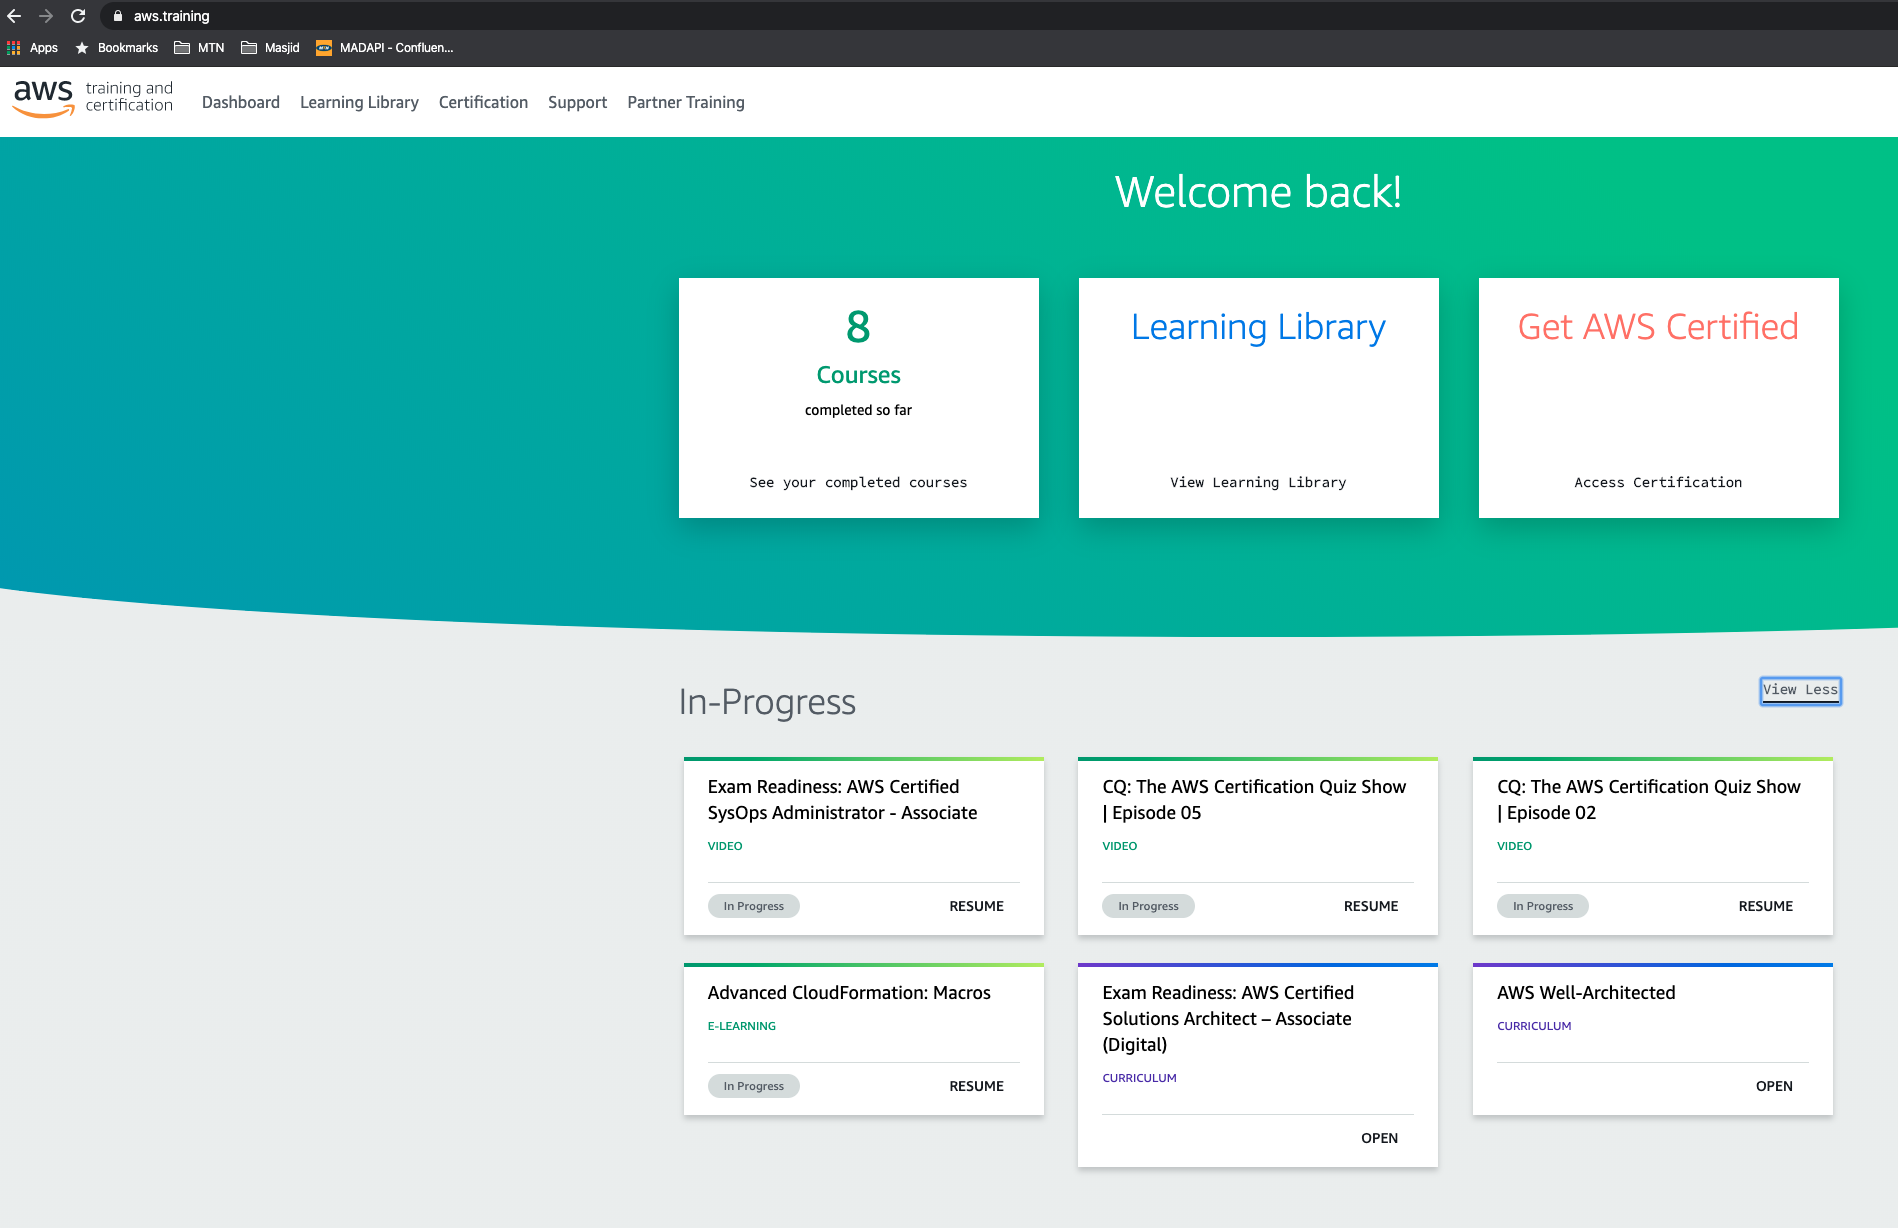 aws.training
Apps Bookmarks MTN Masjid MADAPI - Confluen...
aws training and
certification
Dashboard Learning Library Certification Support Partner Training
Welcome back!
8
Courses
completed so far
See your completed courses
Learning Library
View Learning Library
Get AWS Certified
Access Certification
In-Progress
View Less
Exam Readiness: AWS Certified
SysOps Administrator - Associate
VIDEO
In Progress RESUME
CQ: The AWS Certification Quiz Show
| Episode 05
VIDEO
In Progress RESUME
CQ: The AWS Certification Quiz Show
| Episode 02
VIDEO
In Progress RESUME
Advanced CloudFormation: Macros
E-LEARNING
In Progress RESUME
Exam Readiness: AWS Certified
Solutions Architect – Associate
(Digital)
CURRICULUM
OPEN
AWS Well-Architected
CURRICULUM
OPEN